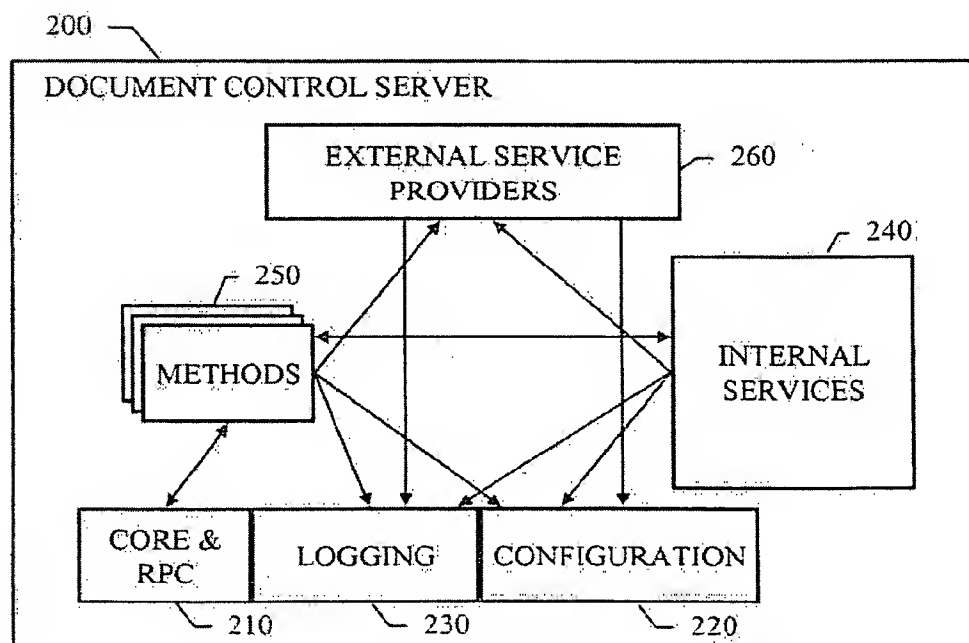 200
DOCUMENT CONTROL SERVER
EXTERNAL SERVICE
PROVIDERS
260
240
250
METHODS
INTERNAL
SERVICES
CORE &
RPC
LOGGING
CONFIGURATION
210
230
220